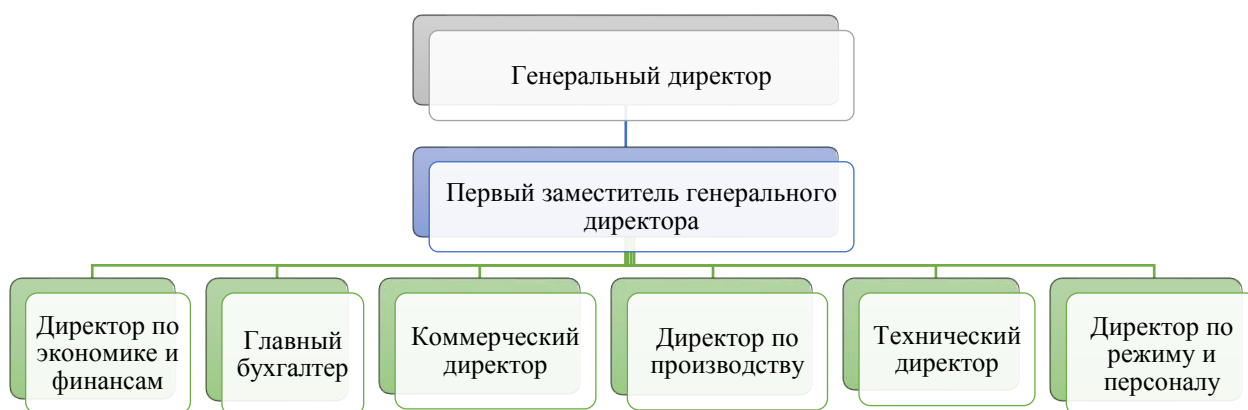 Генеральный директор
Первый заместитель генерального
директора
Директор по
экономике и
финансам
Главный
бухгалтер
Коммерческий
директор
Директор по
производству
Технический
директор
Директор по
режиму и
персоналу